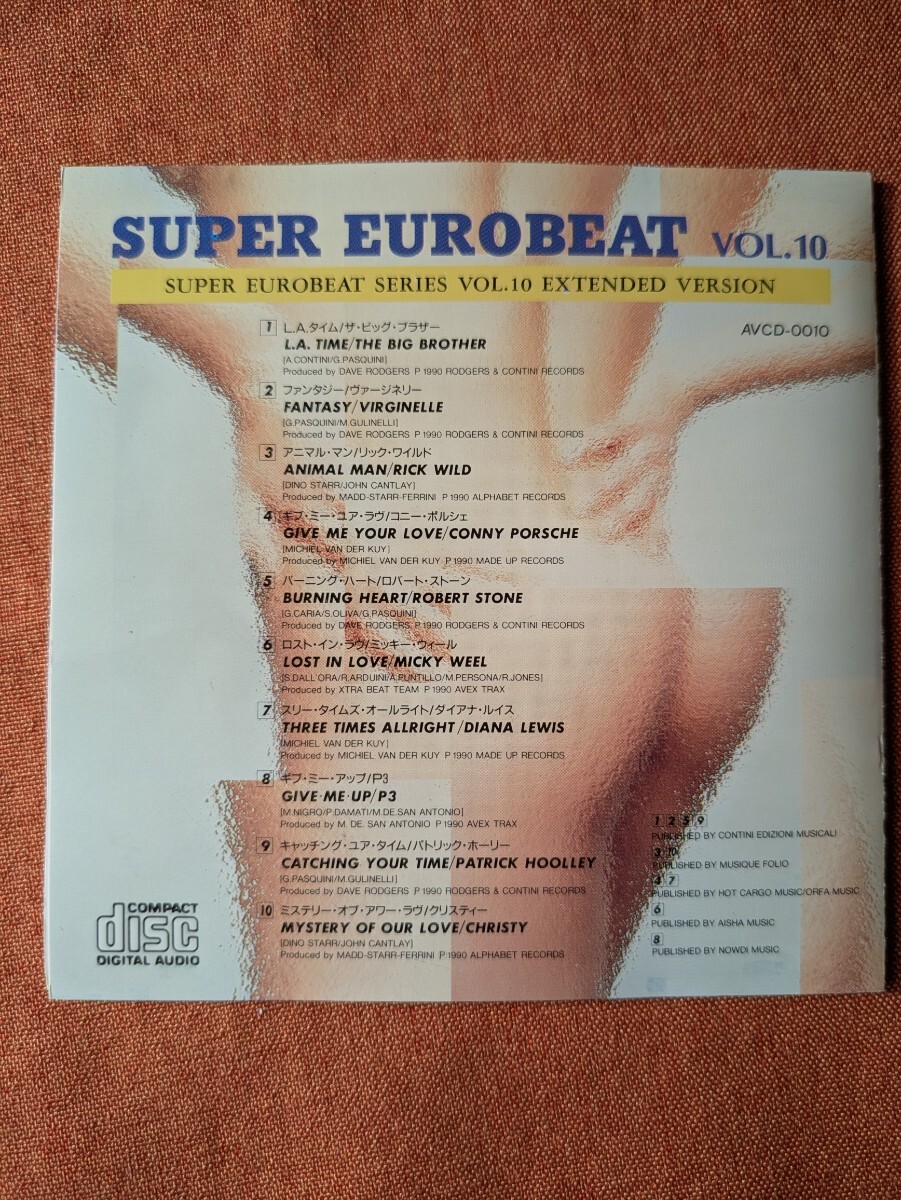 SUPER EUROBEAT VOL.10
SUPER EUROBEAT SERIES VOL.10 EXTENDED VERSION
AVCD-0010
1 L.A.タイム/ザ・ビッグ・ブラザー
L.A. TIME/THE BIG BROTHER
[A.CONTINI/G.PASQUINI]
Produced by DAVE RODGERS P 1990 RODGERS & CONTINI RECORDS
2 ファンタジー/ヴァージネリー
FANTASY/VIRGINELLE
[G.PASQUINI/M.GULINELLI]
Produced by DAVE RODGERS P 1990 RODGERS & CONTINI RECORDS
3 アニマル・マン/リック・ワイルド
ANIMAL MAN/RICK WILD
[DINO STARR/JOHN CANTLAY]
Produced by MADD-STARR-FERRINI P 1990 ALPHABET RECORDS
4 ギブ・ミー・ユア・ラヴ/コニー・ポルシェ
GIVE ME YOUR LOVE/CONNY PORSCHE
[MICHIEL VAN DER KUY]
Produced by MICHIEL VAN DER KUY P 1990 MADE UP RECORDS
5 バーニング・ハート/ロバート・ストーン
BURNING HEART/ROBERT STONE
[G.CARIA/S.OLIVA/G.PASQUINI]
Produced by DAVE RODGERS P 1990 RODGERS & CONTINI RECORDS
6 ロスト・イン・ラヴ/ミッキー・ウィール
LOST IN LOVE/MICKY WEEL
[S.DALL'ORA/R.ARDUINI/A.PUNTILLO/M.PERSONA/R.JONES]
Produced by XTRA BEAT TEAM P 1990 AVEX TRAX
7 スリー・タイムズ・オールライト/ダイアナ・ルイス
THREE TIMES ALLRIGHT/DIANA LEWIS
[MICHIEL VAN DER KUY]
Produced by MICHIEL VAN DER KUY P 1990 MADE UP RECORDS
8 ギブ・ミー・アップ/P3
GIVE ME UP/P3
[M.NIGRO/P.DAMATI/M.DE.SAN ANTONIO]
Produced by M. DE. SAN ANTONIO P 1990 AVEX TRAX
9 キャッチング・ユア・タイム/パトリック・ホーリー
CATCHING YOUR TIME/PATRICK HOOLLEY
[G.PASQUINI/M.GULINELLI]
Produced by DAVE RODGERS P 1990 RODGERS & CONTINI RECORDS
10 ミステリー・オブ・アワー・ラヴ/クリスティー
MYSTERY OF OUR LOVE/CHRISTY
[DINO STARR/JOHN CANTLAY]
Produced by MADD-STARR-FERRINI P 1990 ALPHABET RECORDS
1 2 5 9
PUBLISHED BY CONTINI EDIZIONI MUSICALI
3 10
PUBLISHED BY MUSIQUE FOLIO
4 7
PUBLISHED BY HOT CARGO MUSIC/ORFA MUSIC
6
PUBLISHED BY AISHA MUSIC
8
PUBLISHED BY NOWDI MUSIC
COMPACT
disc
DIGITAL AUDIO